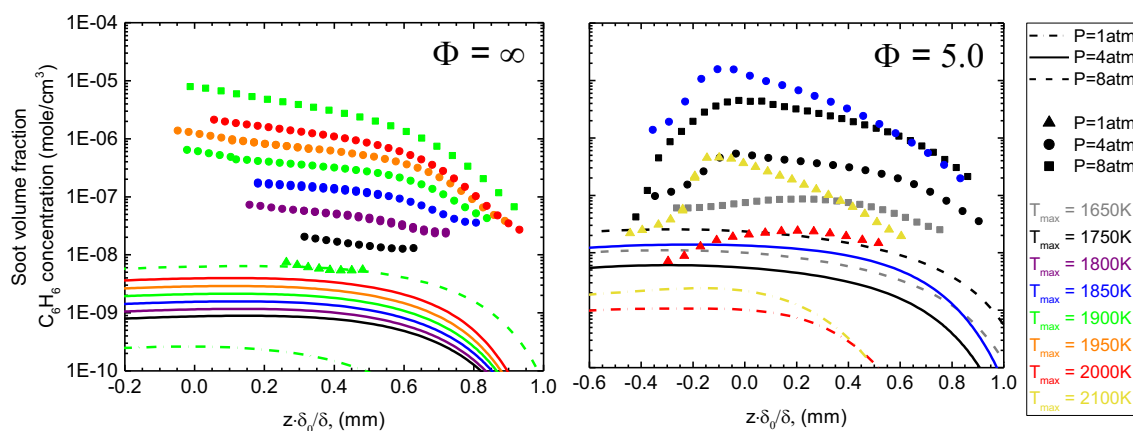 Soot volume fraction
C₆H₆ concentration (mole/cm³)
1E-04
1E-05
1E-06
1E-07
1E-08
1E-09
1E-10
Φ = ∞
-0.2 0.0 0.2 0.4 0.6 0.8 1.0
z·δ₀/δ, (mm)
Φ = 5.0
-0.6 -0.4 -0.2 0.0 0.2 0.4 0.6 0.8 1.0
z·δ₀/δ, (mm)
P=1atm
P=4atm
P=8atm
P=1atm
P=4atm
P=8atm
Tmax = 1650K
Tmax = 1750K
Tmax = 1800K
Tmax = 1850K
Tmax = 1900K
Tmax = 1950K
Tmax = 2000K
Tmax = 2100K